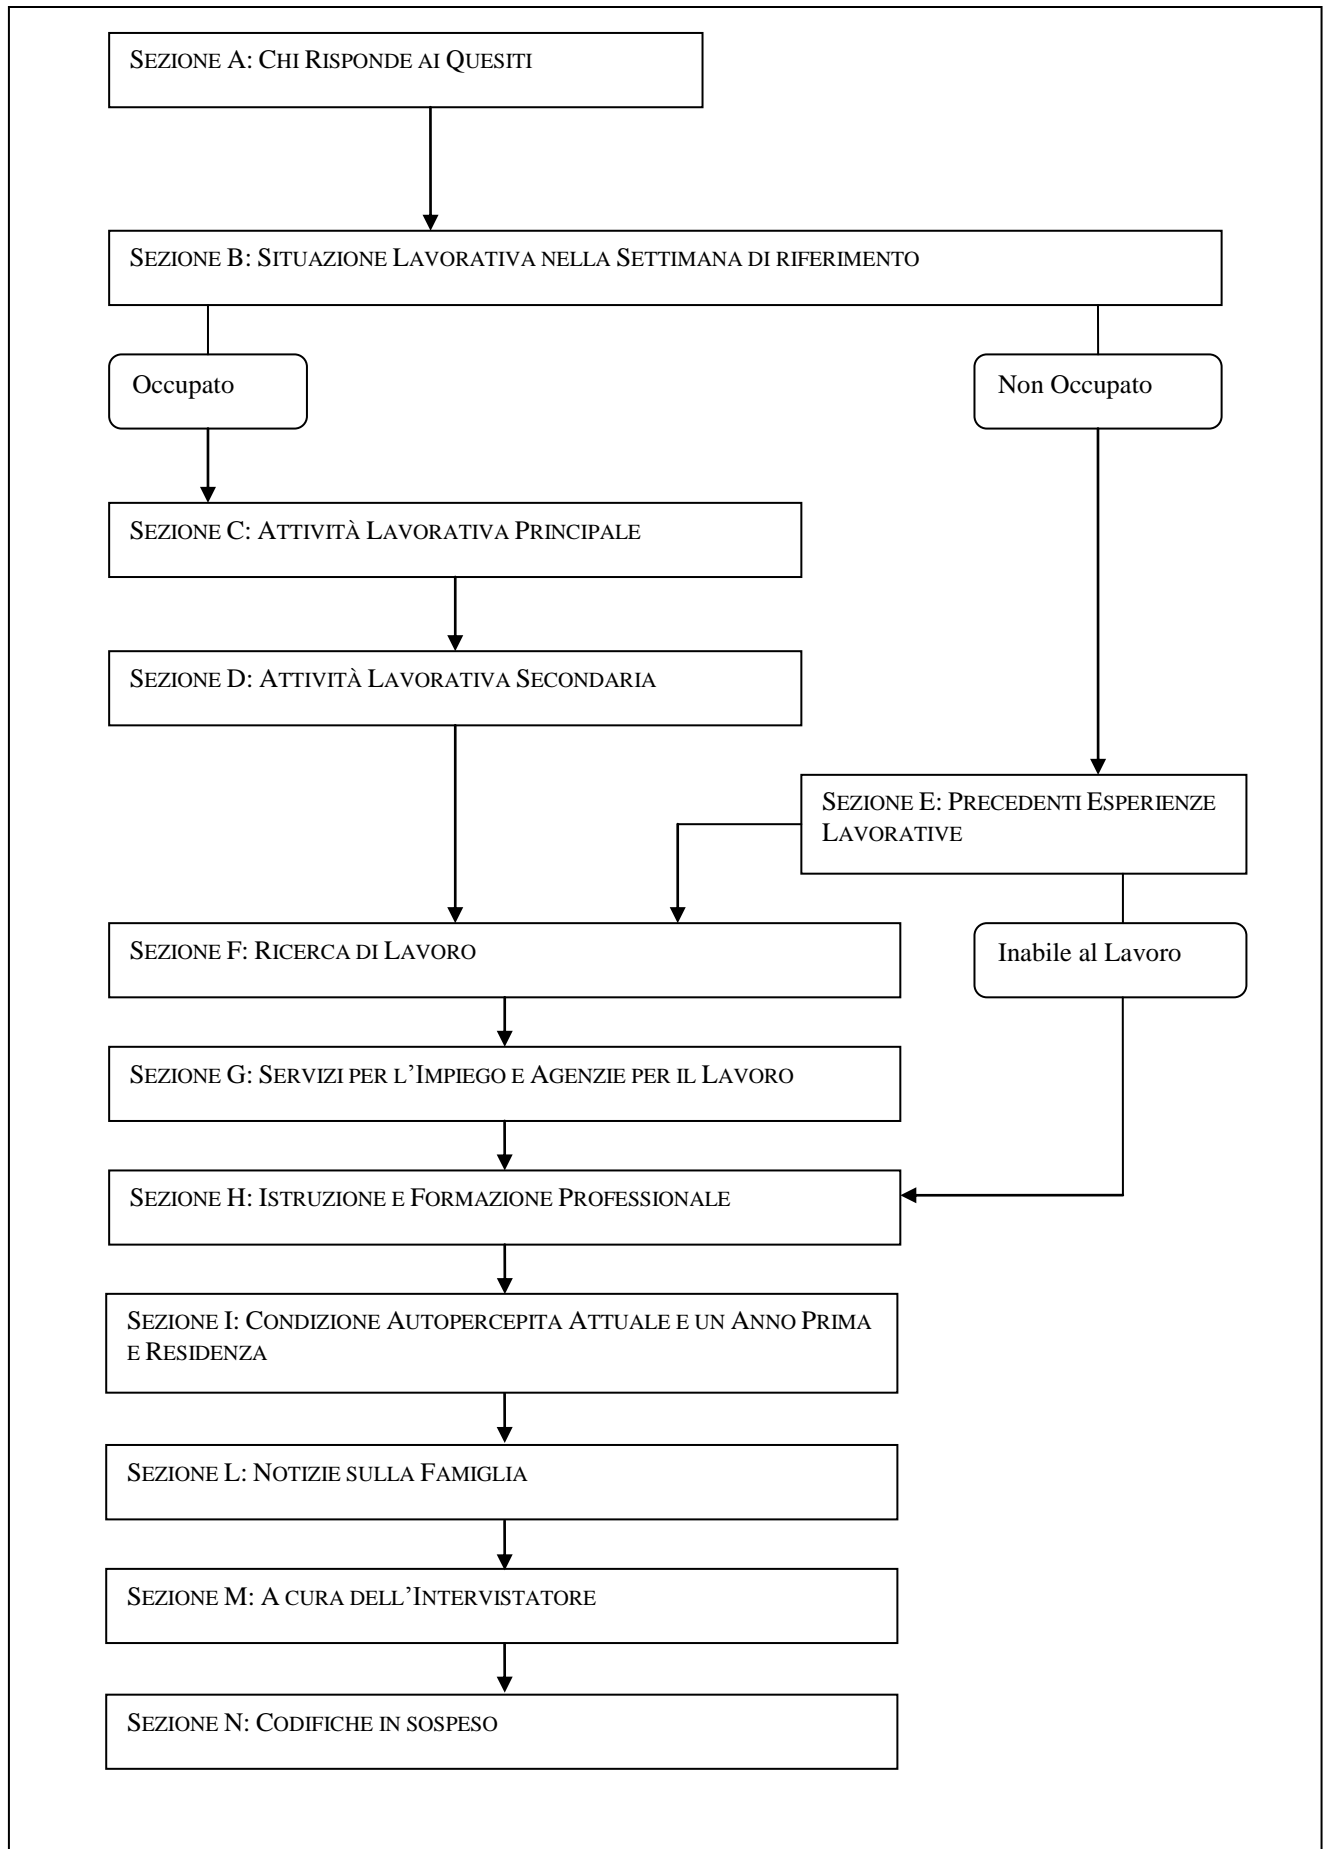 SEZIONE A: CHI RISPONDE AI QUESITI
SEZIONE B: SITUAZIONE LAVORATIVA NELLA SETTIMANA DI RIFERIMENTO
Occupato
Non Occupato
SEZIONE C: ATTIVITÀ LAVORATIVA PRINCIPALE
SEZIONE D: ATTIVITÀ LAVORATIVA SECONDARIA
SEZIONE E: PRECEDENTI ESPERIENZE
LAVORATIVE
SEZIONE F: RICERCA DI LAVORO
Inabile al Lavoro
SEZIONE G: SERVIZI PER L’IMPIEGO E AGENZIE PER IL LAVORO
SEZIONE H: ISTRUZIONE E FORMAZIONE PROFESSIONALE
SEZIONE I: CONDIZIONE AUTOPERCEPITA ATTUALE E UN ANNO PRIMA
E RESIDENZA
SEZIONE L: NOTIZIE SULLA FAMIGLIA
SEZIONE M: A CURA DELL’INTERVISTATORE
SEZIONE N: CODIFICHE IN SOSPESO